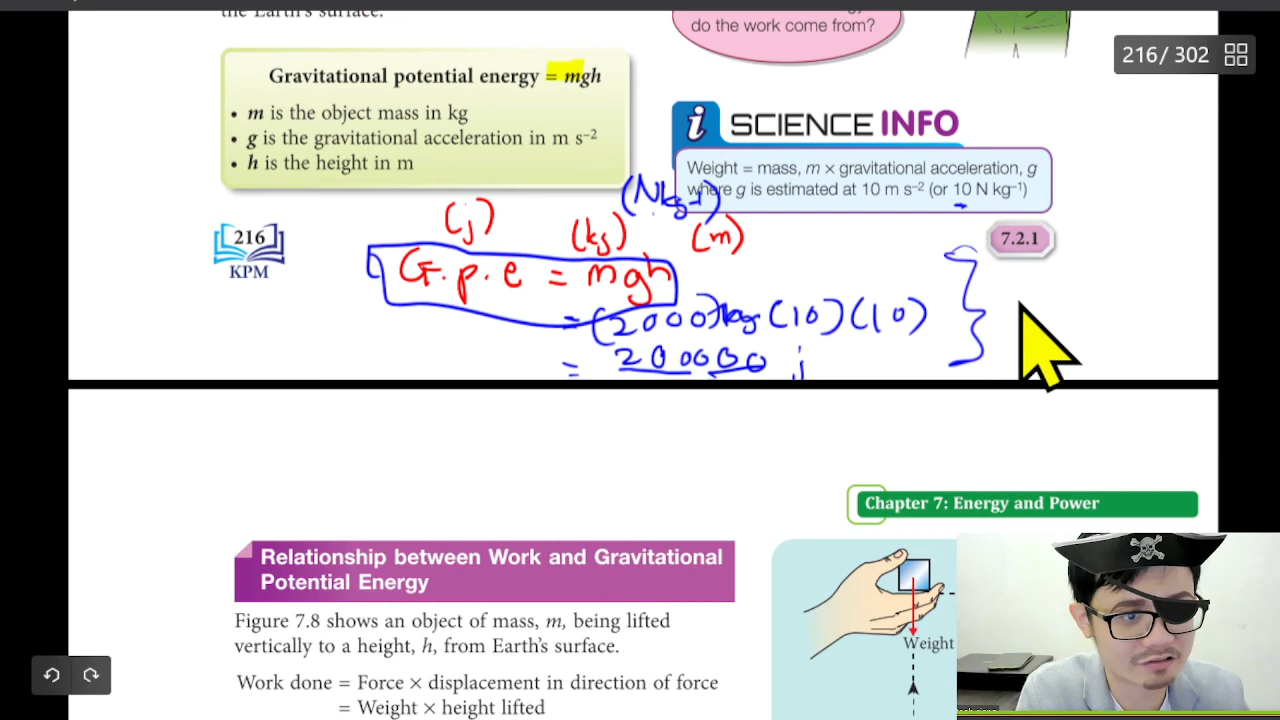 the Earth's surface.
do the work come from?
216/ 302
Gravitational potential energy = mgh
• m is the object mass in kg
• g is the gravitational acceleration in m s⁻²
• h is the height in m
i SCIENCE INFO
Weight = mass, m × gravitational acceleration, g
where g is estimated at 10 m s⁻² (or 10 N kg⁻¹)
216
KPM
7.2.1
(j) (kg) (Nkg⁻¹) (m)
G.p.e = mgh
= (2000)kg (10)(10)
= 200000 j
Chapter 7: Energy and Power
Relationship between Work and Gravitational
Potential Energy
Figure 7.8 shows an object of mass, m, being lifted
vertically to a height, h, from Earth's surface.
Work done = Force × displacement in direction of force
= Weight × height lifted
Weight